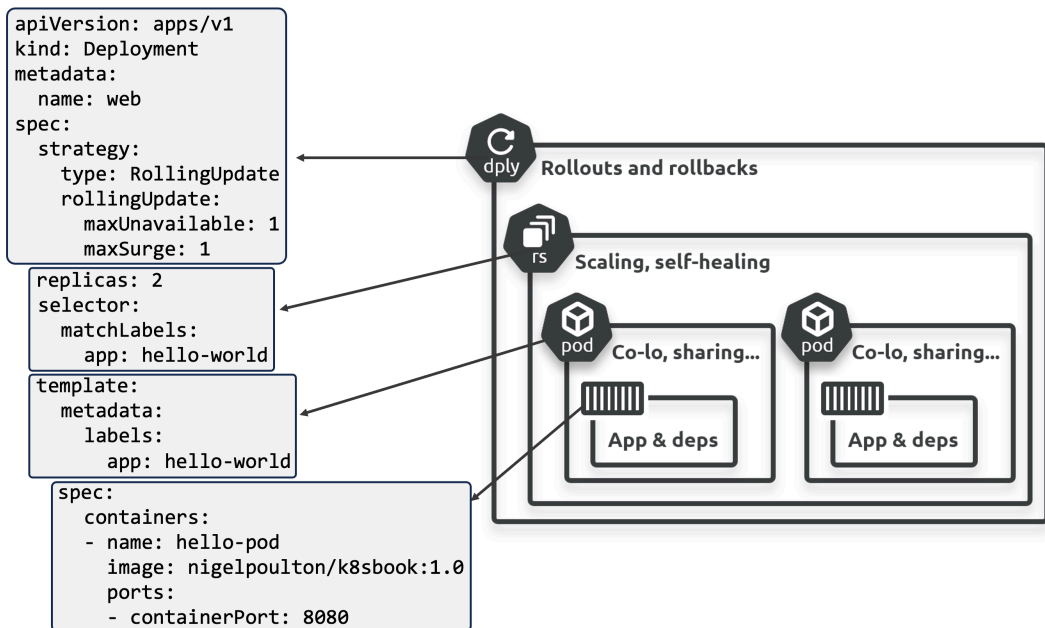 apiVersion: apps/v1
kind: Deployment
metadata:
  name: web
spec:
  strategy:
    type: RollingUpdate
    rollingUpdate:
      maxUnavailable: 1
      maxSurge: 1
replicas: 2
selector:
  matchLabels:
    app: hello-world
template:
  metadata:
    labels:
      app: hello-world
spec:
  containers:
  - name: hello-pod
    image: nigelpoulton/k8sbook:1.0
    ports:
    - containerPort: 8080
dply
Rollouts and rollbacks
rs
Scaling, self-healing
pod
Co-lo, sharing...
App & deps
pod
Co-lo, sharing...
App & deps